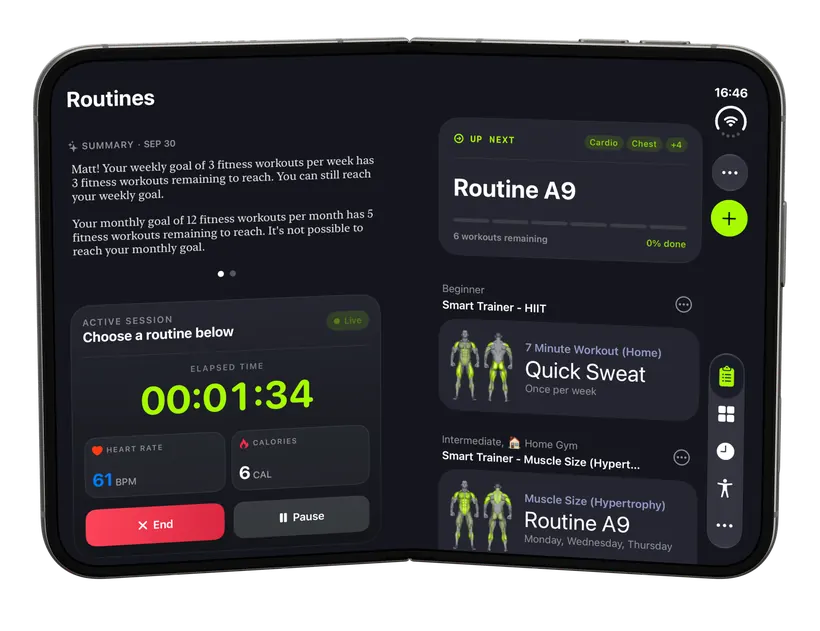 Routines
SUMMARY · SEP 30
Matt! Your weekly goal of 3 fitness workouts per week has
3 fitness workouts remaining to reach. You can still reach
your weekly goal.
Your monthly goal of 12 fitness workouts per month has 5
fitness workouts remaining to reach. It's not possible to
reach your monthly goal.
ACTIVE SESSION
Choose a routine below
Live
ELAPSED TIME
00:01:34
HEART RATE
61 BPM
CALORIES
6 CAL
End
Pause
UP NEXT
Cardio
Chest
+4
Routine A9
6 workouts remaining
0% done
Beginner
Smart Trainer - HIIT
7 Minute Workout (Home)
Quick Sweat
Once per week
Intermediate, 🏠 Home Gym
Smart Trainer - Muscle Size (Hypert...
Muscle Size (Hypertrophy)
Routine A9
Monday, Wednesday, Thursday
16:46